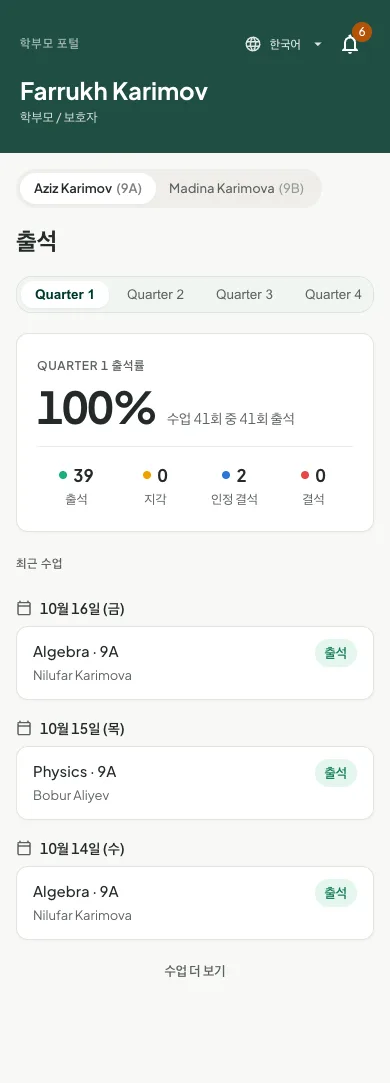 학부모 포털
한국어
6
Farrukh Karimov
학부모 / 보호자
Aziz Karimov (9A)
Madina Karimova (9B)
출석
Quarter 1
Quarter 2
Quarter 3
Quarter 4
QUARTER 1 출석률
100% 수업 41회 중 41회 출석
39
출석
0
지각
2
인정 결석
0
결석
최근 수업
10월 16일 (금)
Algebra · 9A
출석
Nilufar Karimova
10월 15일 (목)
Physics · 9A
출석
Bobur Aliyev
10월 14일 (수)
Algebra · 9A
출석
Nilufar Karimova
수업 더 보기